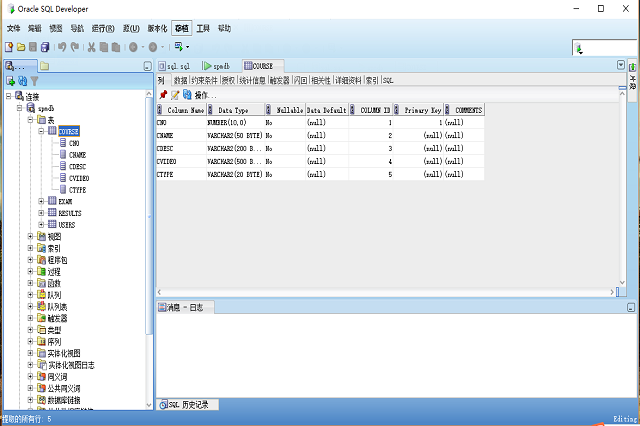 Oracle SQL Developer
文件 编辑 视图 导航 运行(R) 源(U) 版本化 存档 工具 帮助
sql.sql spmdb COURSE
列 数据 约束条件 授权 统计信息 触发器 闪回 相关性 详细资料 索引 SQL
操作...
Column Name Data Type Nullable Data Default COLUMN ID Primary Key COMMENTS
CNO NUMBER(10,0) No (null) 1 1 (null)
CNAME VARCHAR2(50 BYTE) No (null) 2 (null) (null)
CDESC VARCHAR2(200 B... No (null) 3 (null) (null)
CVIDEO VARCHAR2(500 B... No (null) 4 (null) (null)
CTYPE VARCHAR2(20 BYTE) No (null) 5 (null) (null)
连接
spmdb
表
COURSE
CNO
CNAME
CDESC
CVIDEO
CTYPE
EXAM
RESULTS
USERS
视图
索引
程序包
过程
函数
队列
队列表
触发器
类型
序列
实体化视图
实体化视图日志
同义词
公共同义词
数据库链接
消息 - 日志
SQL 历史记录
提取的所有行: 5
Editing